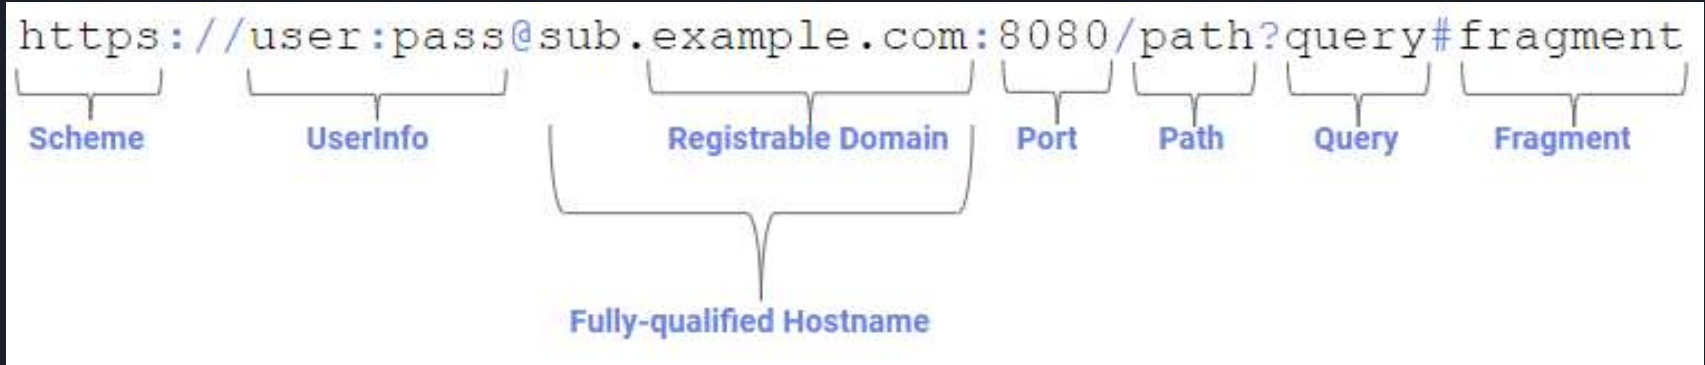 https://user:pass@sub.example.com:8080/path?query#fragment
Scheme UserInfo Registrable Domain Port Path Query Fragment
Fully-qualified Hostname